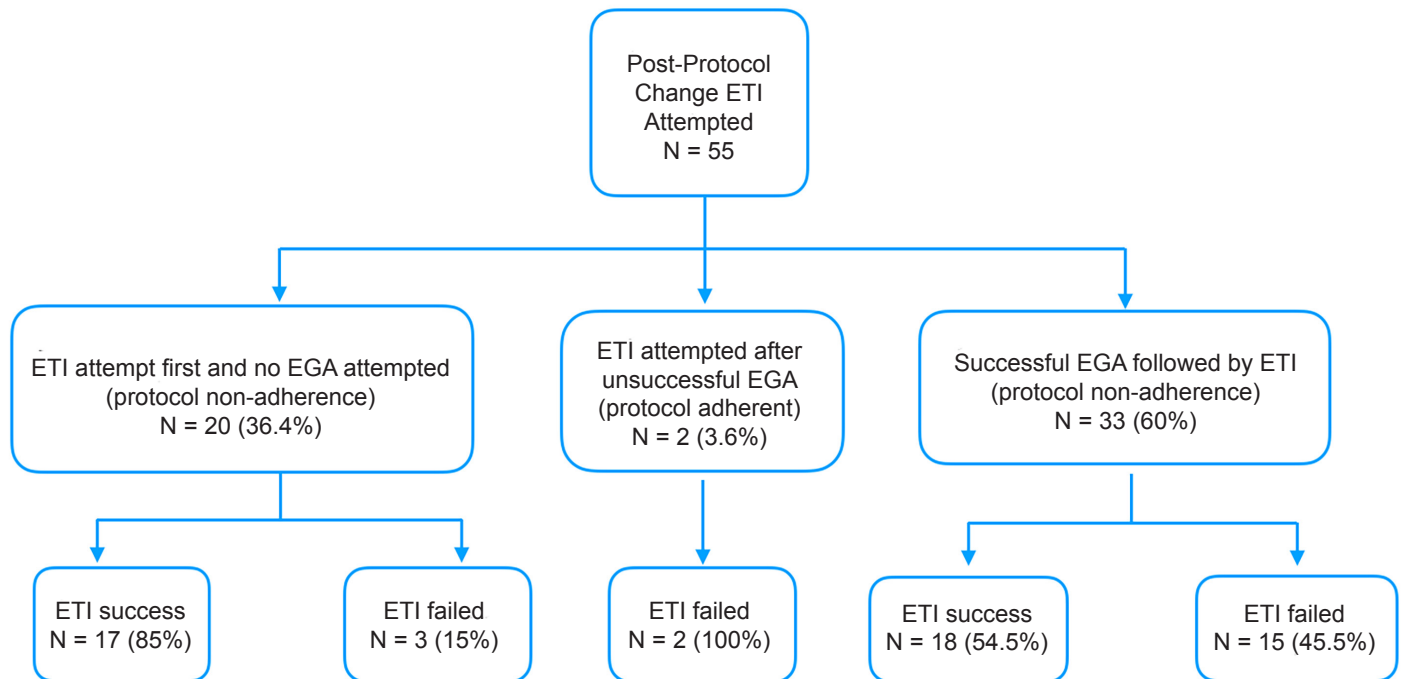 Post-Protocol
Change ETI
Attempted
N = 55
ETI attempt first and no EGA attempted
(protocol non-adherence)
N = 20 (36.4%)
ETI attempted after
unsuccessful EGA
(protocol adherent)
N = 2 (3.6%)
Successful EGA followed by ETI
(protocol non-adherence)
N = 33 (60%)
ETI success
N = 17 (85%)
ETI failed
N = 3 (15%)
ETI failed
N = 2 (100%)
ETI success
N = 18 (54.5%)
ETI failed
N = 15 (45.5%)